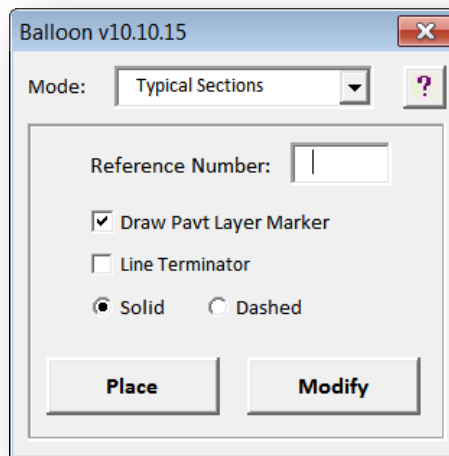 Balloon v10.10.15
Mode: Typical Sections ?
Reference Number:
Draw Pavt Layer Marker
Line Terminator
Solid Dashed
Place Modify